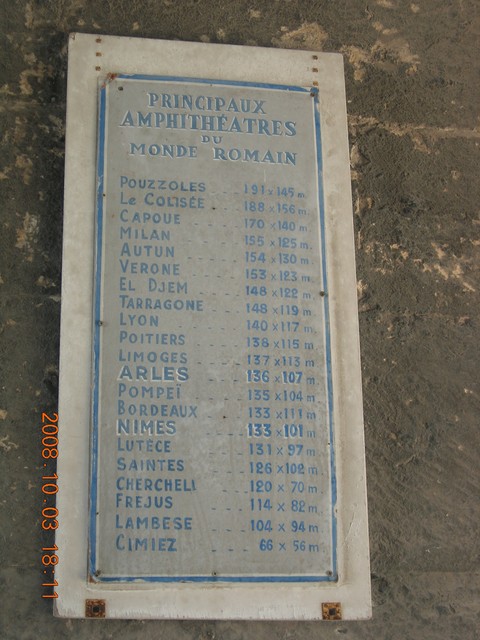 PRINCIPAUX
AMPHITHÉATRES
DU
MONDE ROMAIN
POUZZOLES 191 x 145 m
LE COLISÉE 188 x 156 m
CAPOUE 170 x 140 m
MILAN 155 x 125 m
AUTUN 154 x 130 m
VERONE 153 x 123 m
EL DJEM 148 x 122 m
TARRAGONE 148 x 119 m
LYON 140 x 117 m
POITIERS 138 x 115 m
LIMOGES 137 x 113 m
ARLES 136 x 107 m
POMPEÏ 135 x 104 m
BORDEAUX 133 x 111 m
NIMES 133 x 101 m
LUTÈCE 131 x 97 m
SAINTES 126 x 102 m
CHERCHELL 120 x 70 m
FREJUS 114 x 82 m
LAMBESE 104 x 94 m
CIMIEZ 66 x 56 m
2008.10.03 18:11